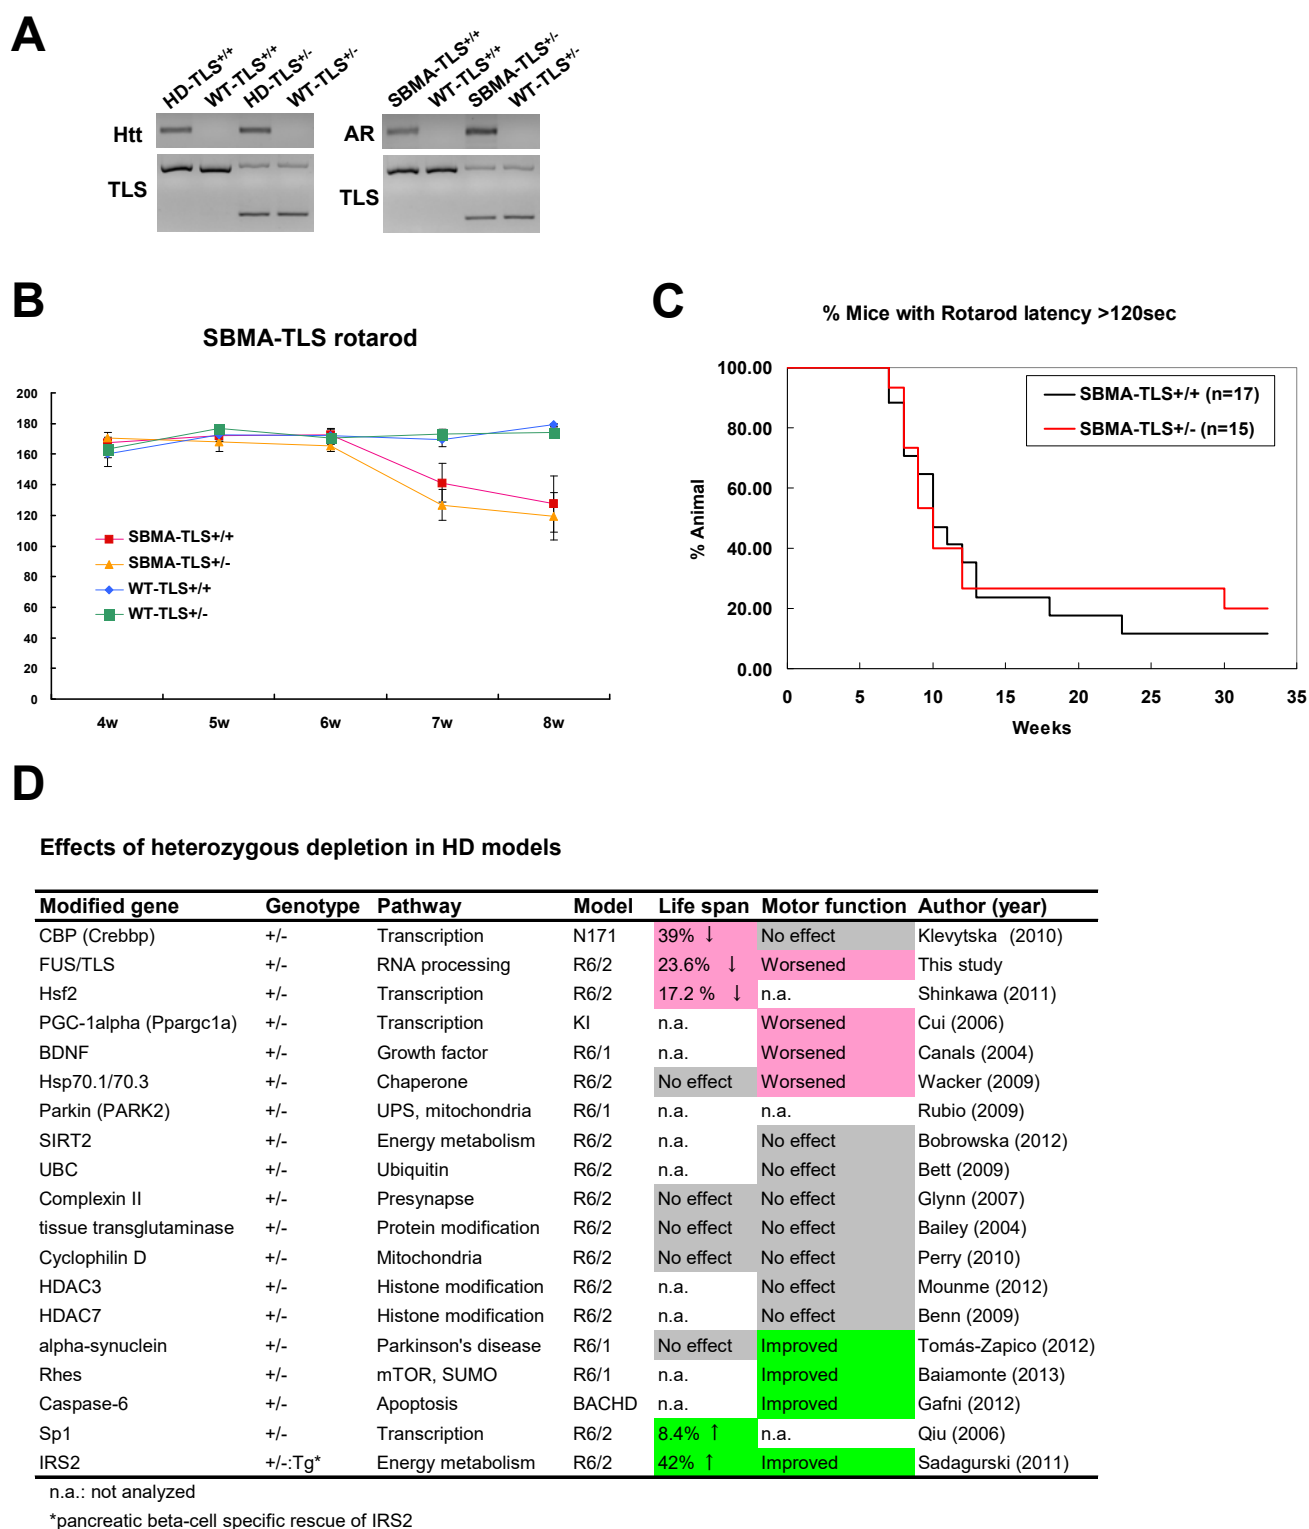 A
HD-TLS+/+ WT-TLS+/+ HD-TLS+/- WT-TLS+/-
SBMA-TLS+/+ WT-TLS+/+ SBMA-TLS+/- WT-TLS+/-
Htt
AR
TLS
TLS
B
SBMA-TLS rotarod
200
180
160
140
120
100
80
60
40
20
0
SBMA-TLS+/+
SBMA-TLS+/-
WT-TLS+/+
WT-TLS+/-
4w 5w 6w 7w 8w
C
% Mice with Rotarod latency >120sec
100.00
80.00
60.00
40.00
20.00
0.00
% Animal
SBMA-TLS+/+ (n=17)
SBMA-TLS+/- (n=15)
0 5 10 15 20 25 30 35
Weeks
D
Effects of heterozygous depletion in HD models
Modified gene Genotype Pathway Model Life span Motor function Author (year)
CBP (Crebbp) +/- Transcription N171 39% ↓ No effect Klevytska (2010)
FUS/TLS +/- RNA processing R6/2 23.6% ↓ Worsened This study
Hsf2 +/- Transcription R6/2 17.2 % ↓ n.a. Shinkawa (2011)
PGC-1alpha (Ppargc1a) +/- Transcription KI n.a. Worsened Cui (2006)
BDNF +/- Growth factor R6/1 n.a. Worsened Canals (2004)
Hsp70.1/70.3 +/- Chaperone R6/2 No effect Worsened Wacker (2009)
Parkin (PARK2) +/- UPS, mitochondria R6/1 n.a. n.a. Rubio (2009)
SIRT2 +/- Energy metabolism R6/2 n.a. No effect Bobrowska (2012)
UBC +/- Ubiquitin R6/2 n.a. No effect Bett (2009)
Complexin II +/- Presynapse R6/2 No effect No effect Glynn (2007)
tissue transglutaminase +/- Protein modification R6/2 No effect No effect Bailey (2004)
Cyclophilin D +/- Mitochondria R6/2 No effect No effect Perry (2010)
HDAC3 +/- Histone modification R6/2 n.a. No effect Mounme (2012)
HDAC7 +/- Histone modification R6/2 n.a. No effect Benn (2009)
alpha-synuclein +/- Parkinson's disease R6/1 No effect Improved Tomás-Zapico (2012)
Rhes +/- mTOR, SUMO R6/1 n.a. Improved Baiamonte (2013)
Caspase-6 +/- Apoptosis BACHD n.a. Improved Gafni (2012)
Sp1 +/- Transcription R6/2 8.4% ↑ n.a. Qiu (2006)
IRS2 +/-:Tg* Energy metabolism R6/2 42% ↑ Improved Sadagurski (2011)
n.a.: not analyzed
*pancreatic beta-cell specific rescue of IRS2